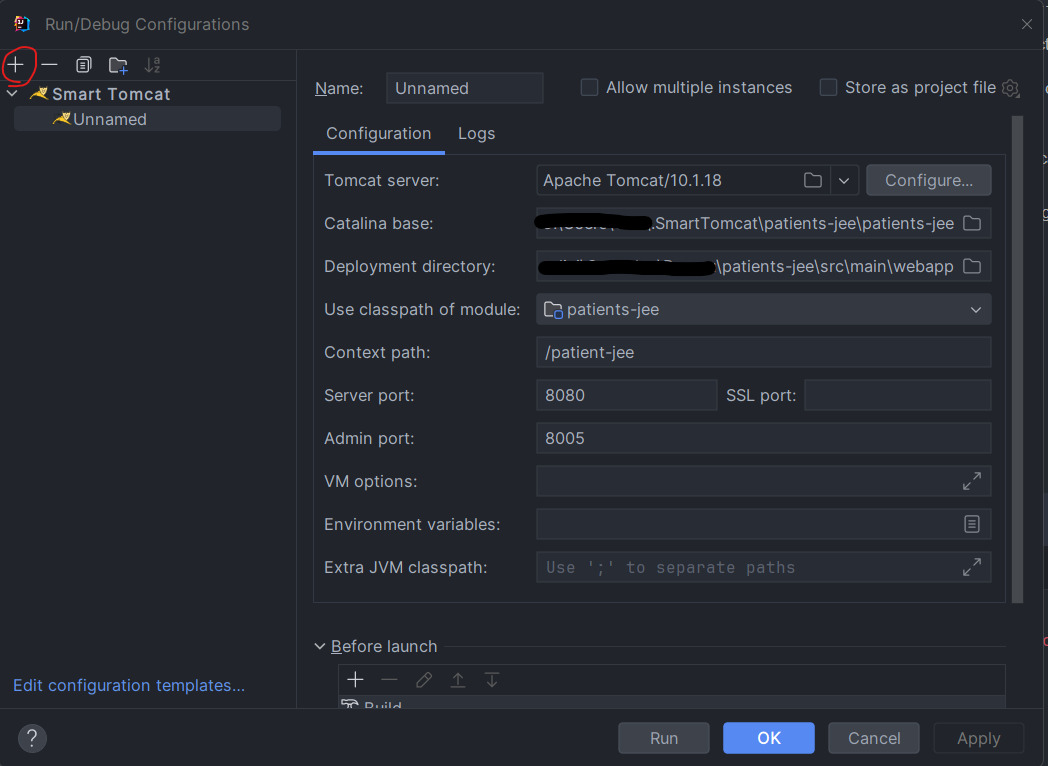 Run/Debug Configurations
Smart Tomcat
Unnamed
Name: Unnamed Allow multiple instances Store as project file
Configuration Logs
Tomcat server: Apache Tomcat/10.1.18 Configure...
Catalina base: .SmartTomcat\patients-jee\patients-jee
Deployment directory: \patients-jee\src\main\webapp
Use classpath of module: patients-jee
Context path: /patient-jee
Server port: 8080 SSL port:
Admin port: 8005
VM options:
Environment variables:
Extra JVM classpath: Use ';' to separate paths
Before launch
Build
Edit configuration templates...
? Run OK Cancel Apply